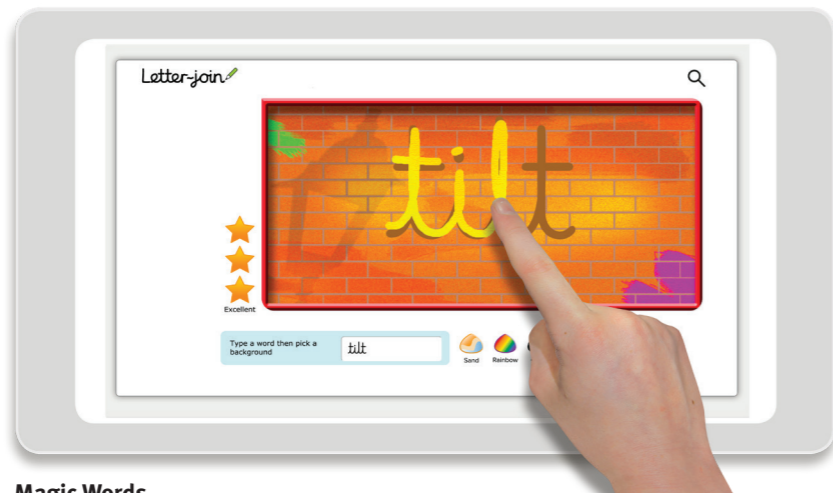 Letter-join
tilt
Excellent
Type a word then pick a
background
tilt
Sand
Rainbow
Magic Words